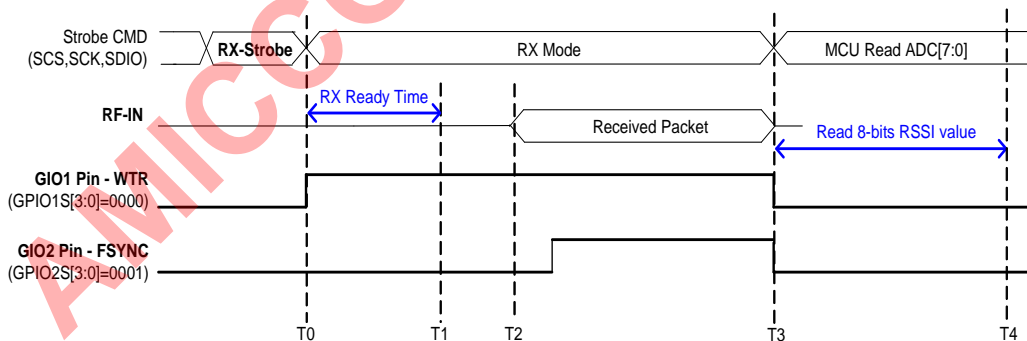 Strobe CMD
(SCS,SCK,SDIO)
RX-Strobe
RX Mode
MCU Read ADC[7:0]
RX Ready Time
RF-IN
Received Packet
Read 8-bits RSSI value
GIO1 Pin - WTR
(GPIO1S[3:0]=0000)
GIO2 Pin - FSYNC
(GPIO2S[3:0]=0001)
T0
T1
T2
T3
T4
AMICCO